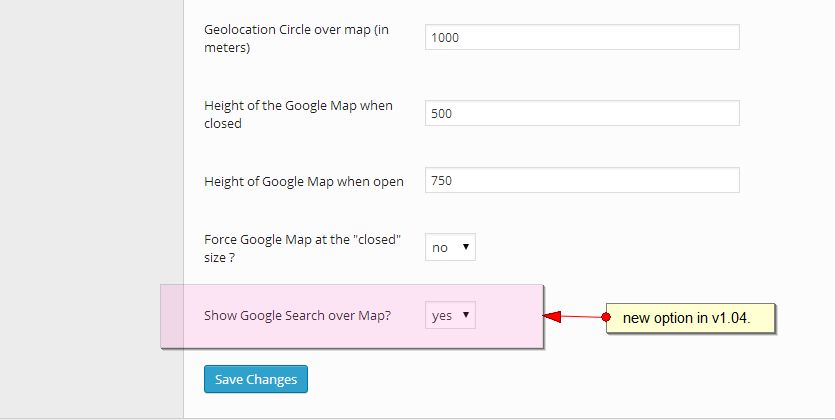 Geolocation Circle over map (in
meters)
1000
Height of the Google Map when
closed
500
Height of Google Map when open
750
Force Google Map at the "closed"
size ?
no
Show Google Search over Map?
yes
new option in v1.04.
Save Changes